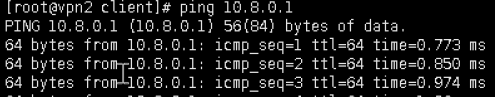 [root@vpn2 client]# ping 10.8.0.1
PING 10.8.0.1 (10.8.0.1) 56(84) bytes of data.
64 bytes from 10.8.0.1: icmp_seq=1 ttl=64 time=0.773 ms
64 bytes from 10.8.0.1: icmp_seq=2 ttl=64 time=0.850 ms
64 bytes from 10.8.0.1: icmp_seq=3 ttl=64 time=0.974 ms